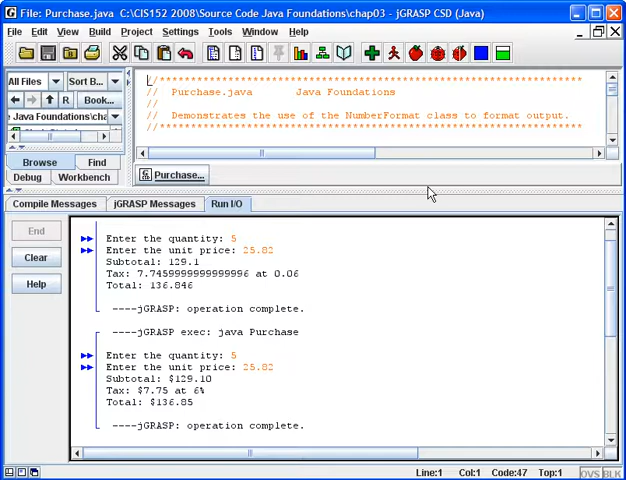 File: Purchase.java  C:\CIS152 2008\Source Code Java Foundations\chap03 - jGRASP CSD (Java)
File Edit View Build Project Settings Tools Window Help
All Files Sort B...
R Book...
e Java Foundations\cha
Browse Find
Debug Workbench
//********************************************************************
//  Purchase.java       Java Foundations
//
//  Demonstrates the use of the NumberFormat class to format output.
//********************************************************************
Purchase...
Compile Messages jGRASP Messages Run I/O
End
Clear
Help
Enter the quantity: 5
Enter the unit price: 25.82
Subtotal: 129.1
Tax: 7.7459999999999996 at 0.06
Total: 136.846
----jGRASP: operation complete.
----jGRASP exec: java Purchase
Enter the quantity: 5
Enter the unit price: 25.82
Subtotal: $129.10
Tax: $7.75 at 6%
Total: $136.85
----jGRASP: operation complete.
Line:1 Col:1 Code:47 Top:1 OVS BLK